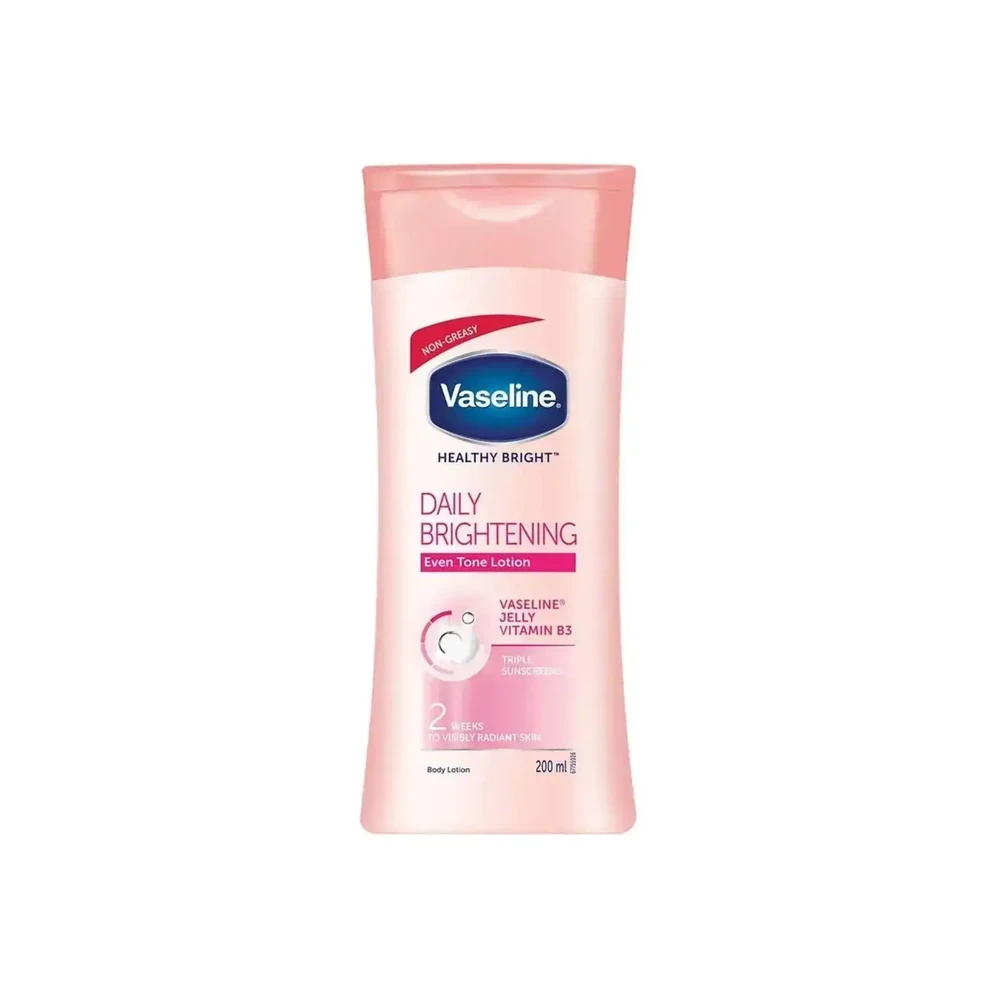 NON-GREASY
Vaseline®
HEALTHY BRIGHT™
DAILY
BRIGHTENING
Even Tone Lotion
VASELINE®
JELLY
VITAMIN B3
TRIPLE
SUNSCREENS
2 WEEKS
TO VISIBLY RADIANT SKIN
Body Lotion
200 ml